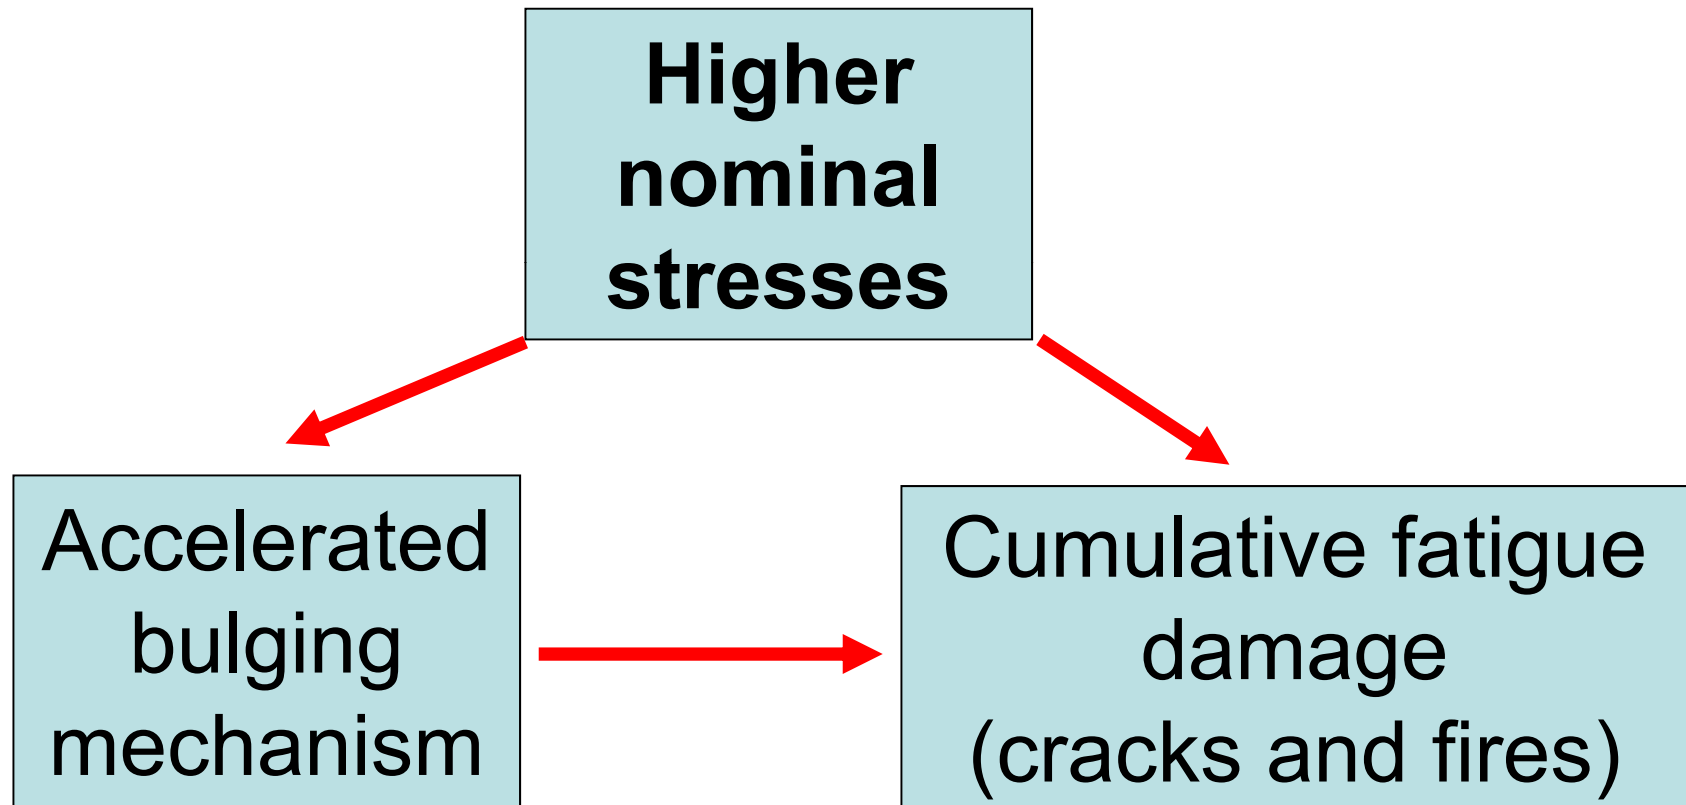 Higher
nominal
stresses
Accelerated
bulging
mechanism
Cumulative fatigue
damage
(cracks and fires)